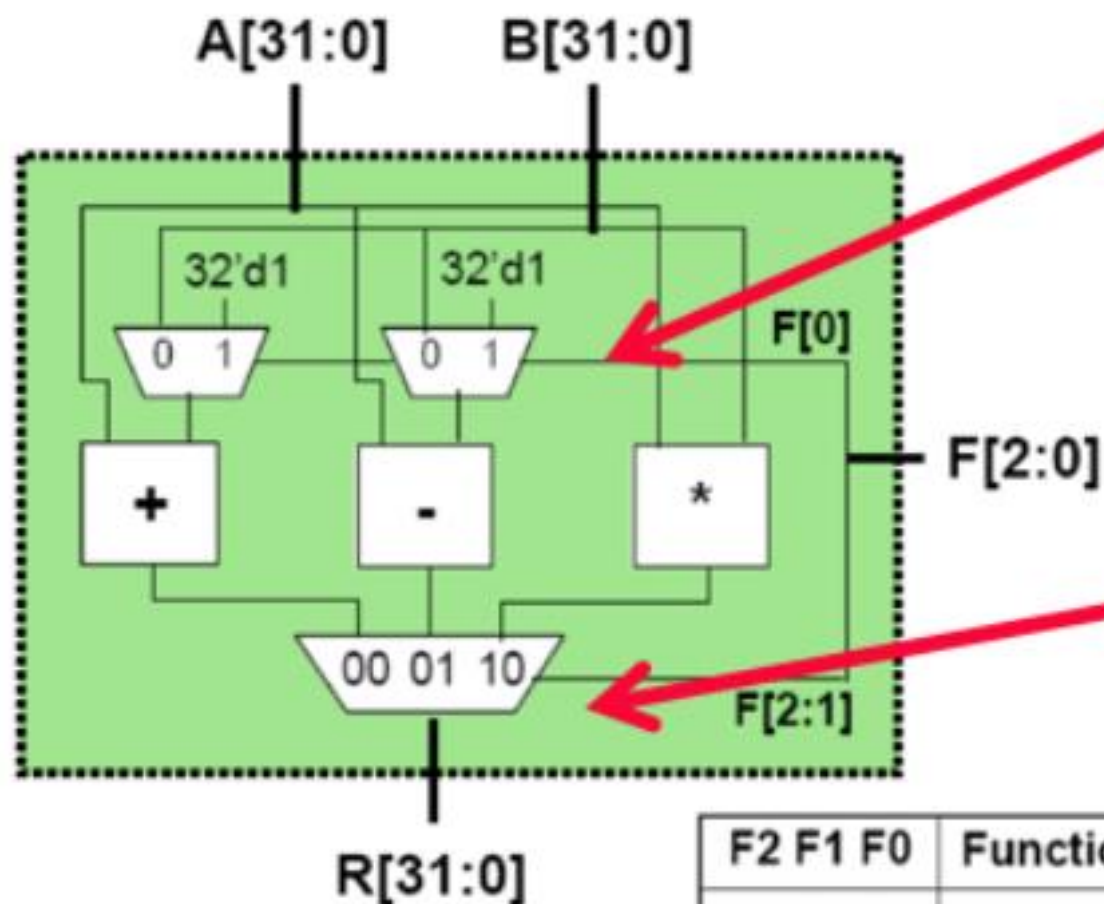 A[31:0] B[31:0]
32'd1 32'd1
0 1 0 1 F[0]
F[2:0]
+ - *
00 01 10
F[2:1]
R[31:0]
F2 F1 F0